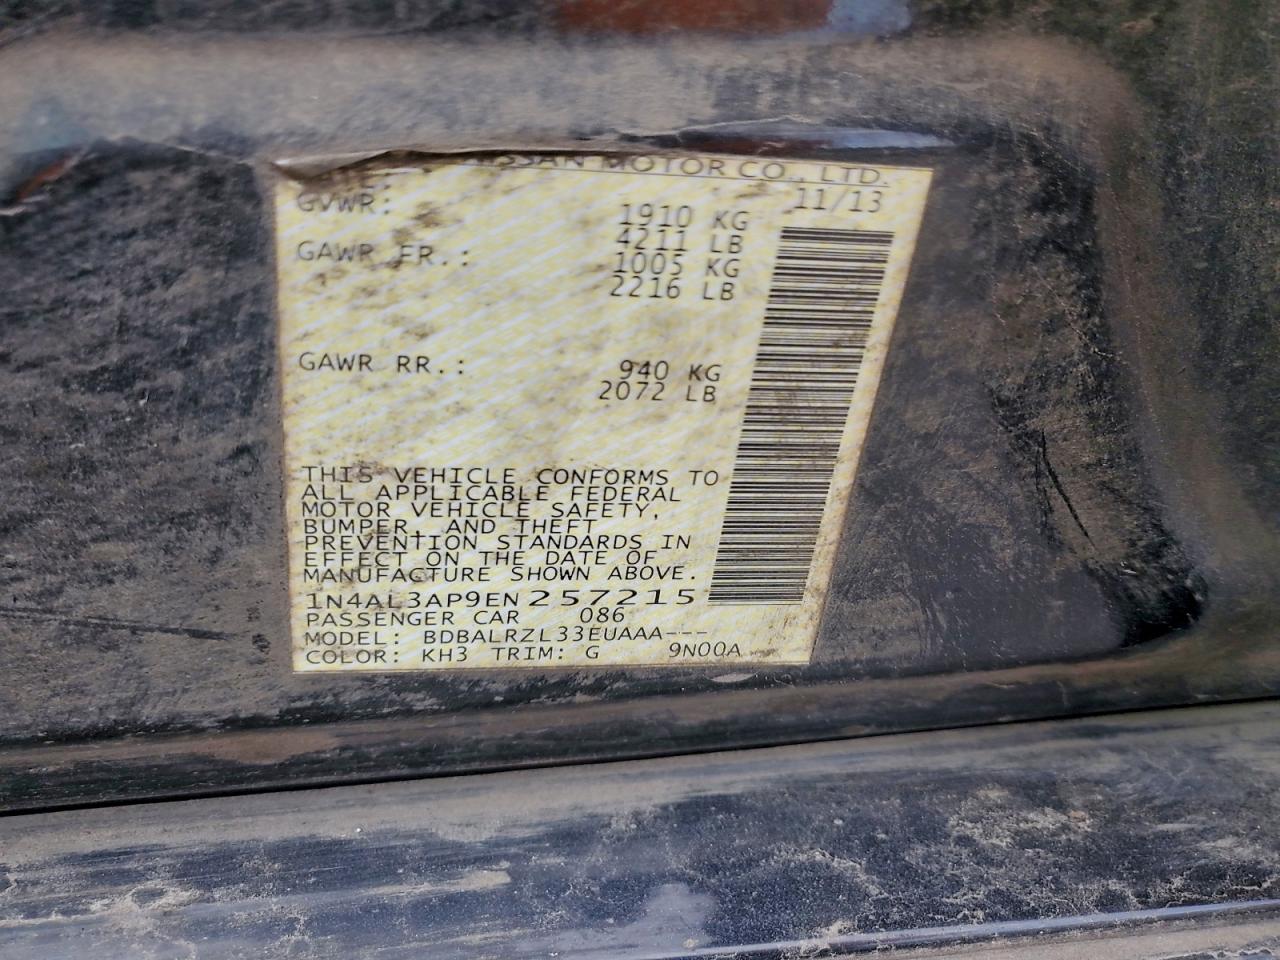 NISSAN MOTOR CO., LTD.
11/13
GVWR: 1910 KG
4211 LB
GAWR FR.: 1005 KG
2216 LB
GAWR RR.: 940 KG
2072 LB
THIS VEHICLE CONFORMS TO
ALL APPLICABLE FEDERAL
MOTOR VEHICLE SAFETY,
BUMPER, AND THEFT
PREVENTION STANDARDS IN
EFFECT ON THE DATE OF
MANUFACTURE SHOWN ABOVE.
1N4AL3AP9EN257215
PASSENGER CAR 086
MODEL: BDBALRZL33EUAAA---
COLOR: KH3 TRIM: G 9N00A